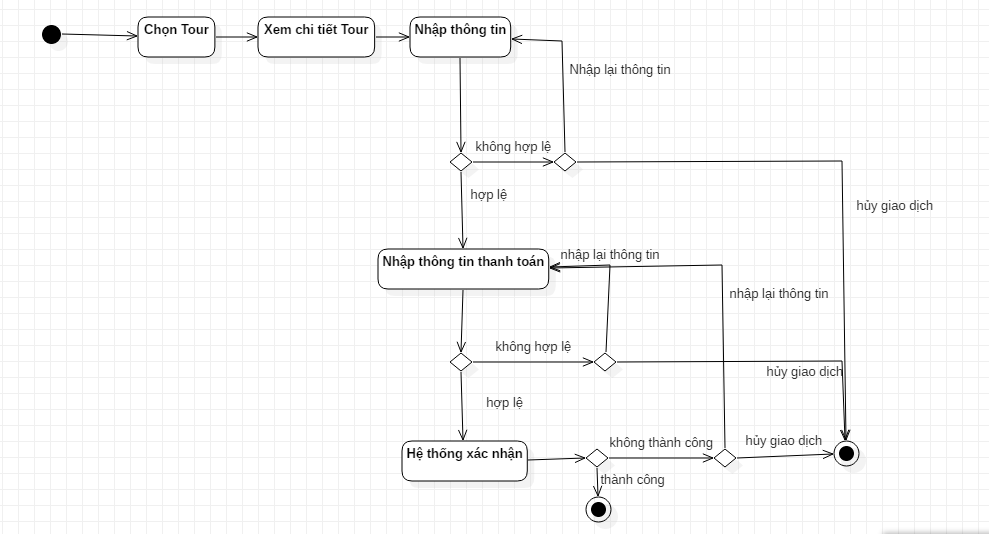 Chọn Tour
Xem chi tiết Tour
Nhập thông tin
Nhập lại thông tin
không hợp lệ
hợp lệ
hủy giao dịch
Nhập thông tin thanh toán
nhập lại thông tin
nhập lại thông tin
không hợp lệ
hủy giao dịch
hợp lệ
Hệ thống xác nhận
không thành công
hủy giao dịch
thành công